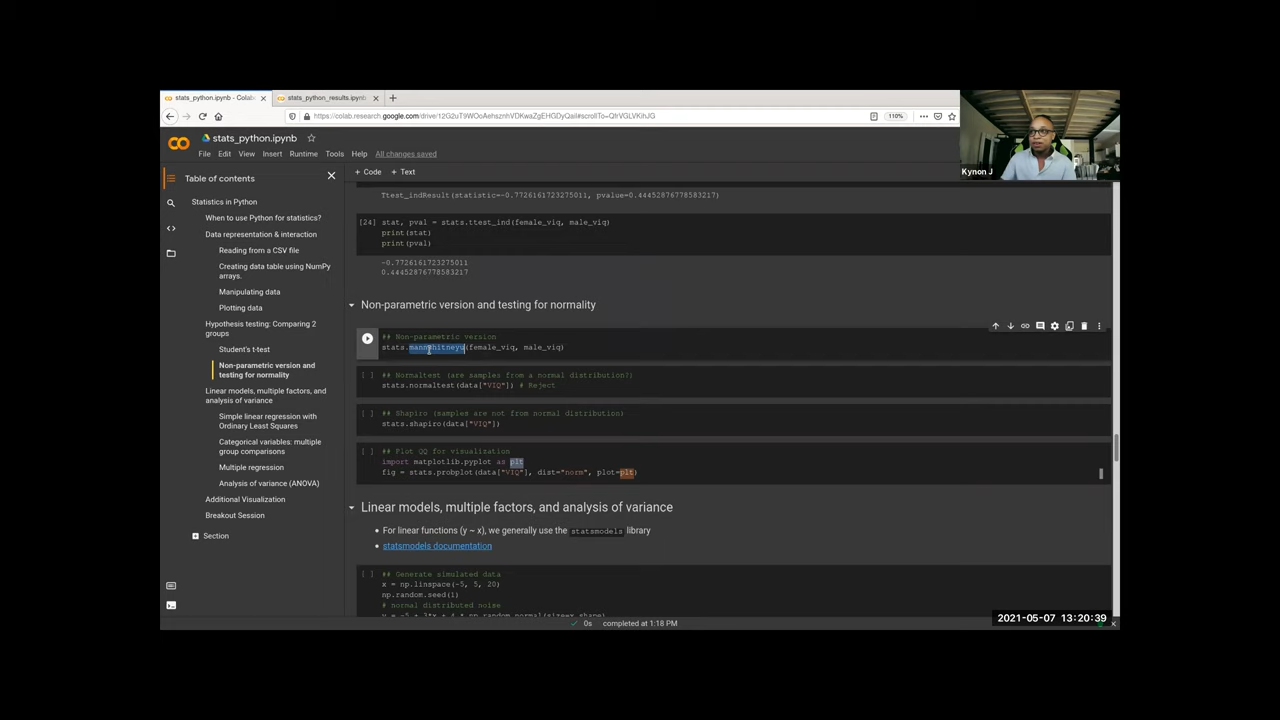 stats_python.ipynb - Colab
stats_python_results.ipynb
110%
stats_python.ipynb
File Edit View Insert Runtime Tools Help All changes saved
Kynon J
Table of contents
+ Code + Text
Statistics in Python
When to use Python for statistics?
Data representation & interaction
Reading from a CSV file
Creating data table using NumPy
arrays.
Manipulating data
Plotting data
Hypothesis testing: Comparing 2
groups
Student's t-test
Non-parametric version and
testing for normality
Linear models, multiple factors, and
analysis of variance
Simple linear regression with
Ordinary Least Squares
Categorical variables: multiple
group comparisons
Multiple regression
Analysis of variance (ANOVA)
Additional Visualization
Breakout Session
Section
Ttest_indResult(statistic=-0.7726161723275011, pvalue=0.44452876778583217)
[24] stat, pval = stats.ttest_ind(female_viq, male_viq)
print(stat)
print(pval)
-0.7726161723275011
0.44452876778583217
Non-parametric version and testing for normality
## Non-parametric version
stats.mannwhitneyu(female_viq, male_viq)
[ ] ## Normaltest (are samples from a normal distribution?)
stats.normaltest(data["VIQ"]) # Reject
[ ] ## Shapiro (samples are not from normal distribution)
stats.shapiro(data["VIQ"])
[ ] ## Plot QQ for visualization
import matplotlib.pyplot as plt
fig = stats.probplot(data["VIQ"], dist="norm", plot=plt)
Linear models, multiple factors, and analysis of variance
• For linear functions (y ~ x), we generally use the statsmodels library
• statsmodels documentation
[ ] ## Generate simulated data
x = np.linspace(-5, 5, 20)
np.random.seed(1)
# normal distributed noise
y = -5 + 3*x + 4 * np.random.normal(size=x.shape)
0s completed at 1:18 PM
2021-05-07 13:20:39